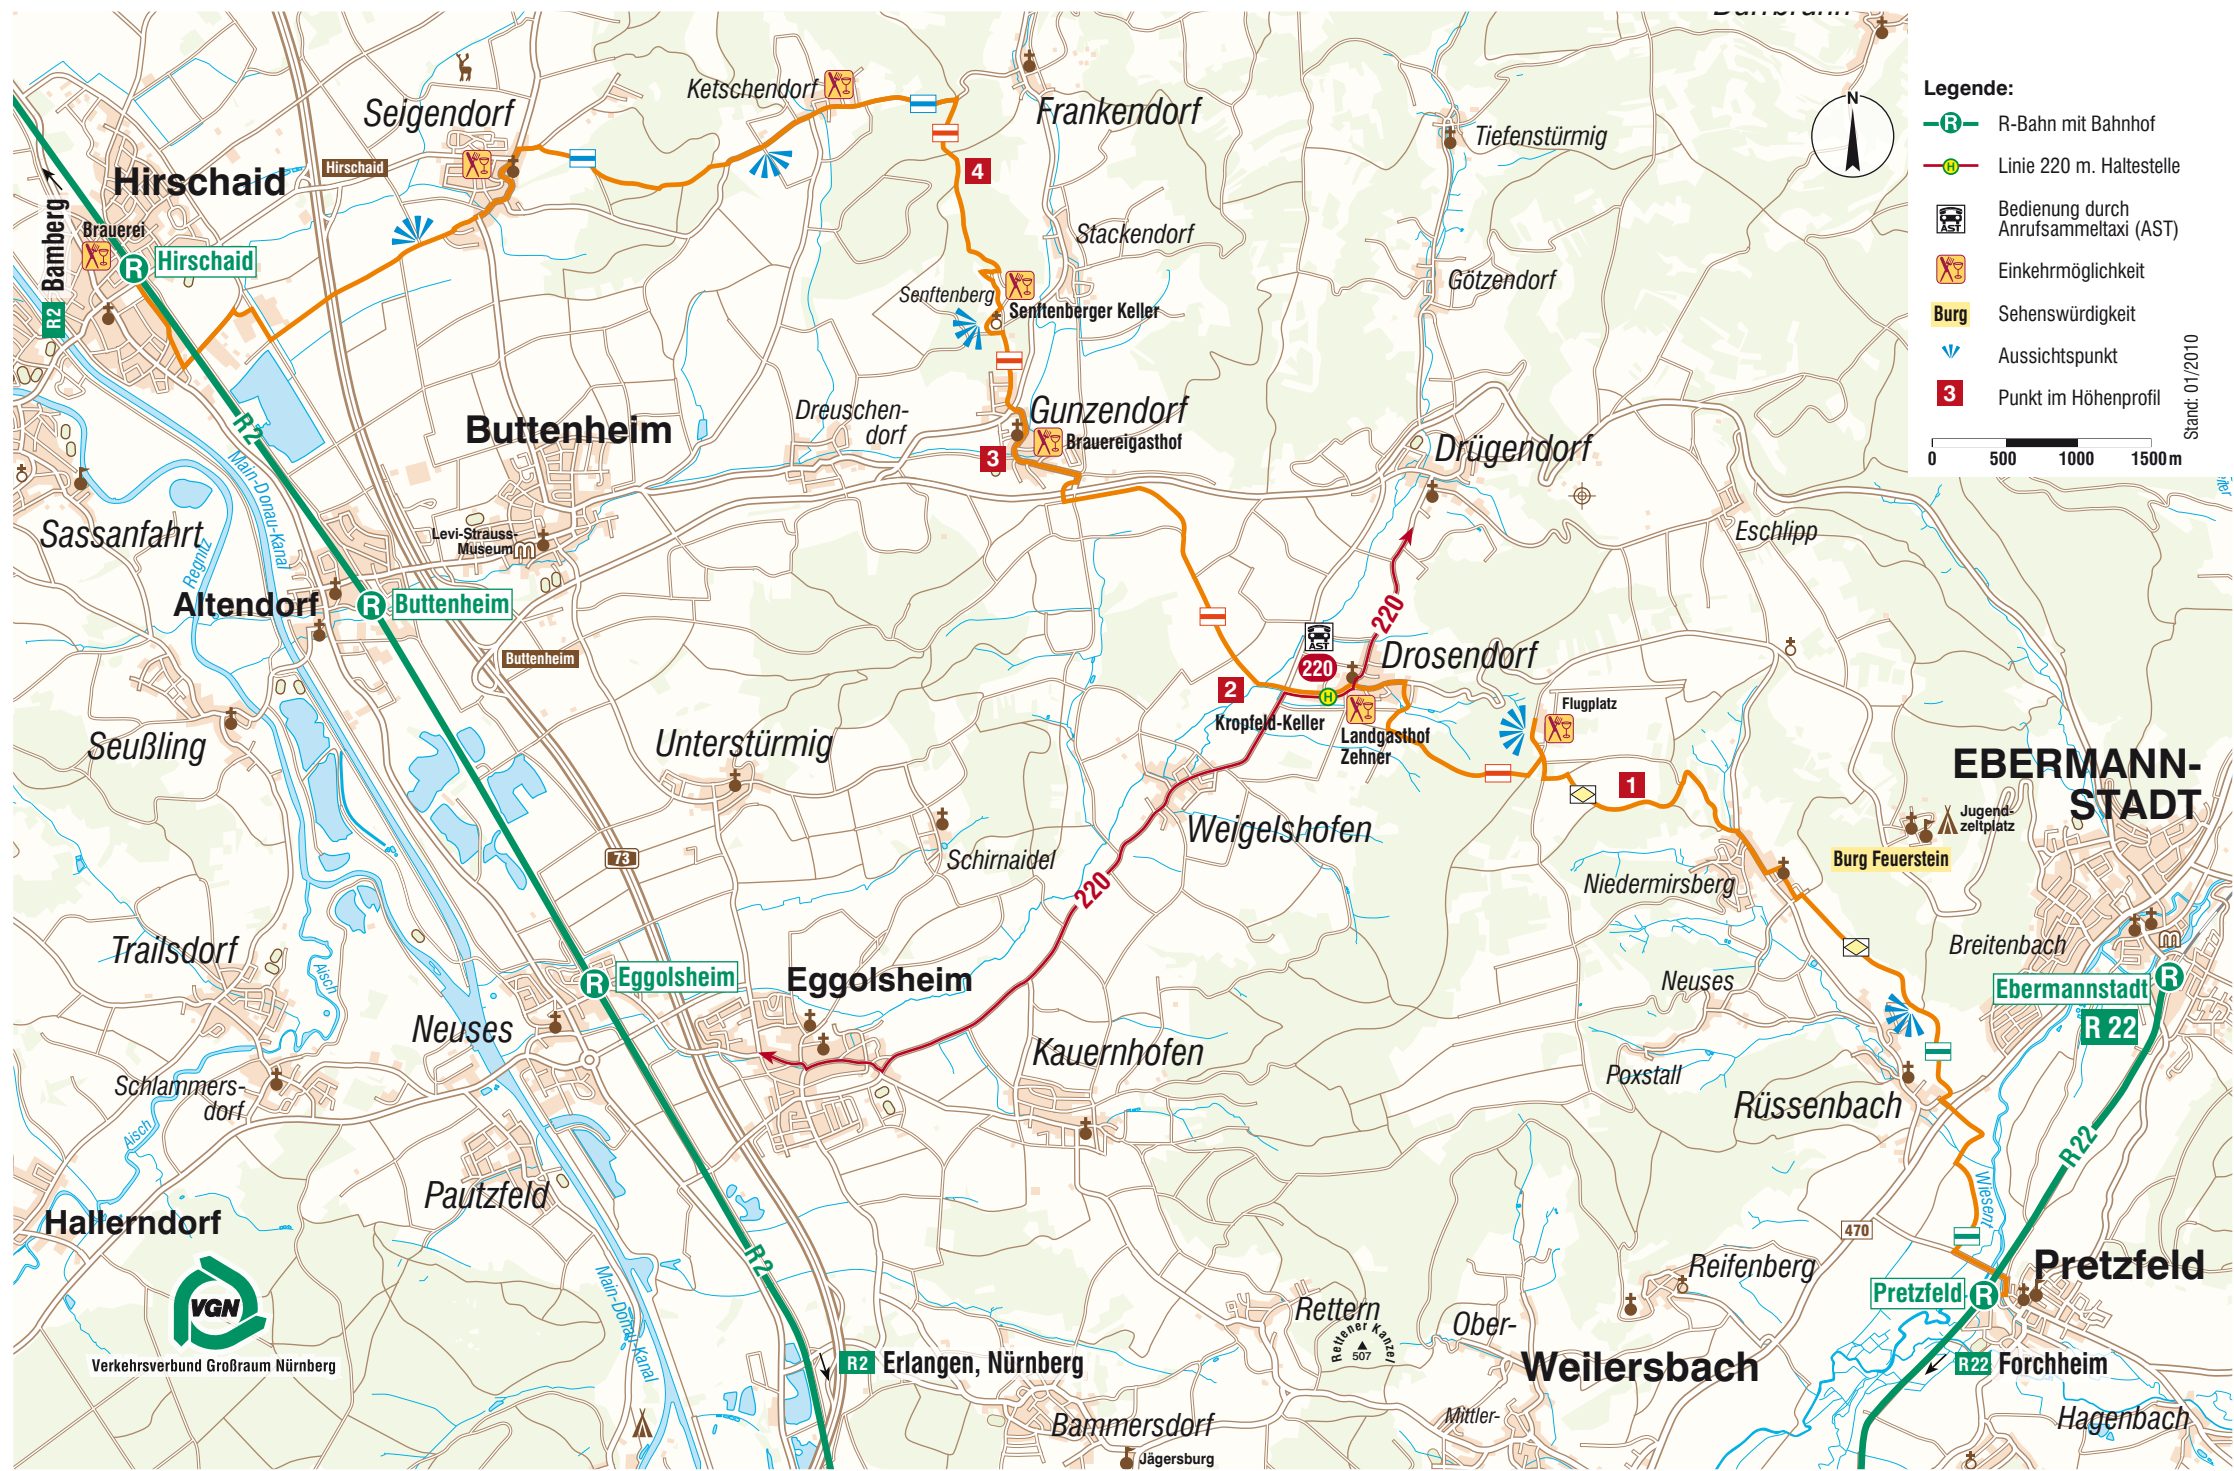 Legende:
R-Bahn mit Bahnhof
Linie 220 m. Haltestelle
Bedienung durch
Anrufsammeltaxi (AST)
Einkehrmöglichkeit
Burg
Sehenswürdigkeit
Aussichtspunkt
3
Punkt im Höhenprofil
0 500 1000 1500 m
Stand: 01/2010
N
Seigendorf
Ketschendorf
Frankendorf
Tiefenstürmig
Hirschaid
Hirschaid
4
Bamberg
R2
Brauerei
R
Hirschaid
Stackendorf
Götzendorf
Senftenberg
Senftenberger Keller
R2
Main-Donau-Kanal
Buttenheim
Dreuschen-
dorf
Gunzendorf
Brauereigasthof
3
Drügendorf
Sassanfahrt
Regnitz
Levi-Strauss-
Museum
Eschlipp
Altendorf
R
Buttenheim
Buttenheim
220
AST
220
Drosendorf
2
H
Kropfeld-Keller
Landgasthof
Zehner
Flugplatz
1
Seußling
Unterstürmig
EBERMANN-
STADT
Jugend-
zeltplatz
Burg Feuerstein
Weigelshofen
73
Schirnaidel
220
Niedermirsberg
Trailsdorf
Aisch
Breitenbach
R
Eggolsheim
Eggolsheim
Neuses
Ebermannstadt
R
R 22
Neuses
Kauernhofen
Schlammers-
dorf
Aisch
Poxstall
Rüssenbach
R22
Pautzfeld
Wiesent
Hallerndorf
470
R2
Main-Donau-Kanal
Reifenberg
Pretzfeld
Pretzfeld
R
VGN
Verkehrsverbund Großraum Nürnberg
Rettern
Rettener Kanzel
507
Ober-
Weilersbach
R2 Erlangen, Nürnberg
R22 Forchheim
Mittler-
Bammersdorf
Jägersburg
Hagenbach